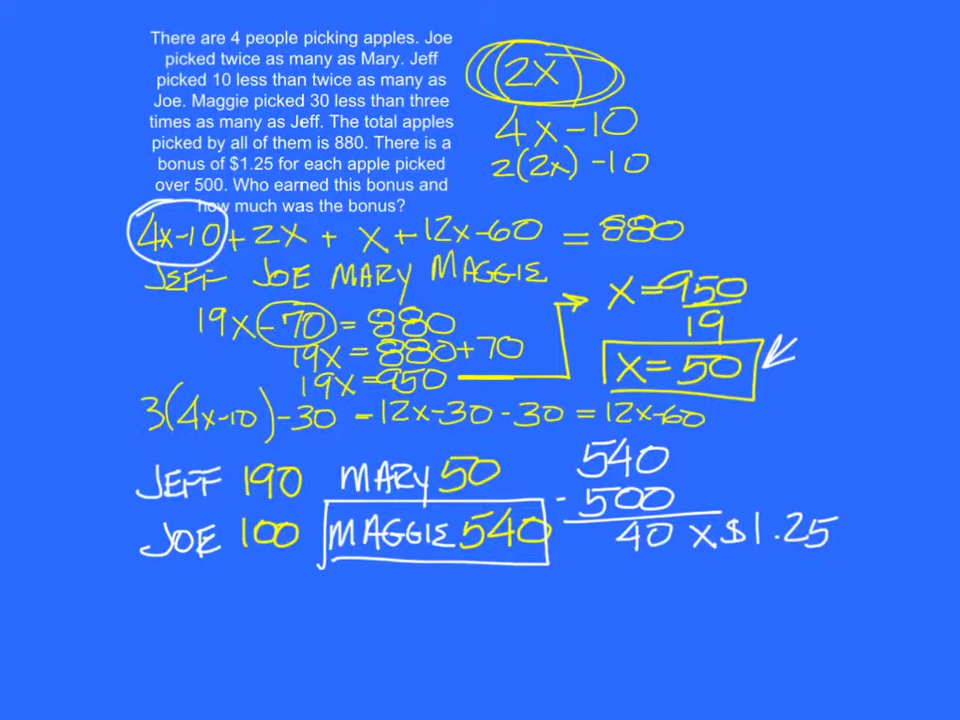 There are 4 people picking apples. Joe
picked twice as many as Mary. Jeff
picked 10 less than twice as many as
Joe. Maggie picked 30 less than three
times as many as Jeff. The total apples
picked by all of them is 880. There is a
bonus of $1.25 for each apple picked
over 500. Who earned this bonus and
how much was the bonus?
2x
4x-10
2(2x)-10
4x-10 + 2x + x + 12x-60 = 880
JEFF JOE MARY MAGGIE
19x-70 = 880
19x = 880+70
19x = 950
x = 950
19
x = 50
3(4x-10)-30 = 12x-30-30 = 12x-60
JEFF 190 MARY 50
JOE 100 MAGGIE 540
540
- 500
40 x $1.25